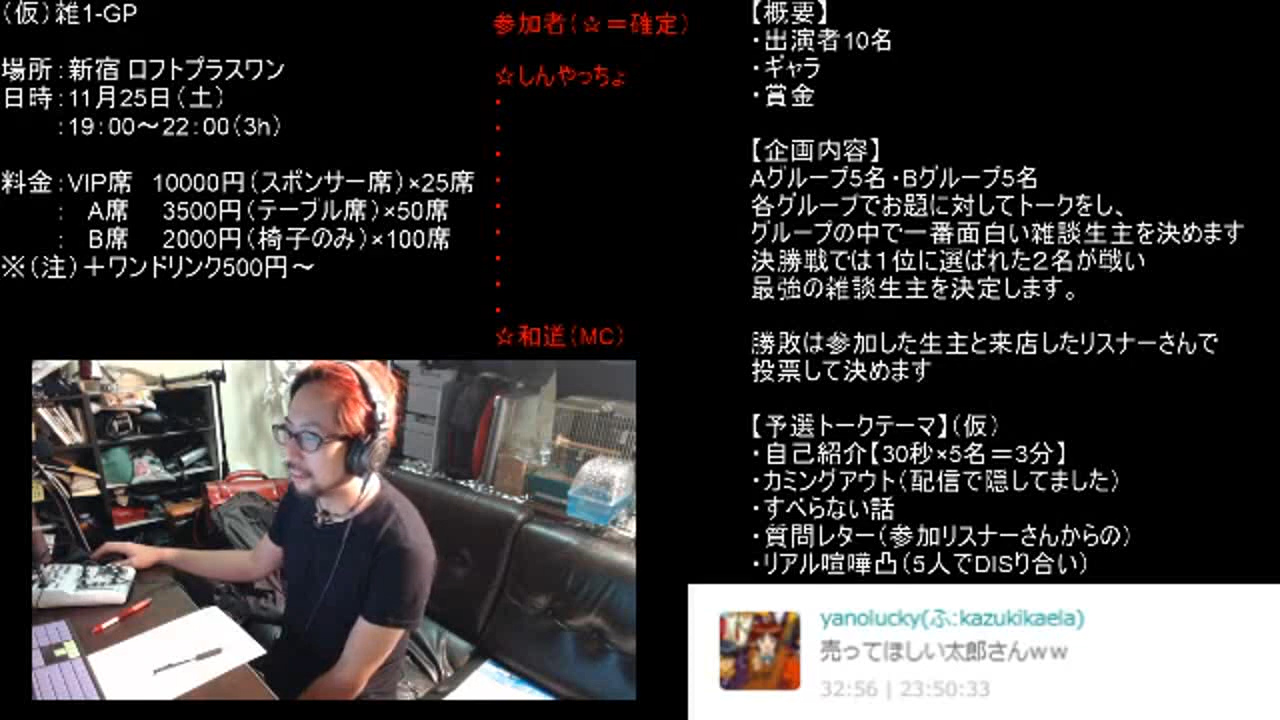 (仮)雑1-GP
場所:新宿 ロフトプラスワン
日時:11月25日(土)
:19:00～22:00(3h)
料金:VIP席 10000円(スポンサー席)×25席
: A席 3500円(テーブル席)×50席
: B席 2000円(椅子のみ)×100席
※(注)＋ワンドリンク500円～
参加者(☆＝確定)
☆しんやっちょ
・
・
・
・
・
・
・
・
・
☆和道(MC)
【概要】
・出演者10名
・ギャラ
・賞金
【企画内容】
Aグループ5名・Bグループ5名
各グループでお題に対してトークをし、
グループの中で一番面白い雑談生主を決めます
決勝戦では１位に選ばれた２名が戦い
最強の雑談生主を決定します。
勝敗は参加した生主と来店したリスナーさんで
投票して決めます
【予選トークテーマ】(仮)
・自己紹介【30秒×5名＝3分】
・カミングアウト(配信で隠してました)
・すべらない話
・質問レター(参加リスナーさんからの)
・リアル喧嘩凸(５人でDISり合い)
yanolucky(ふ:kazukikaela)
売ってほしい太郎さんｗｗ
32:56 | 23:50:33